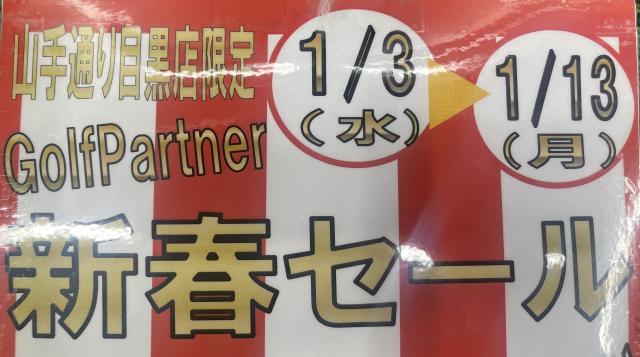 山手通り目黒店限定
GolfPartner
1/3
(水)
1/13
(月)
新春セール